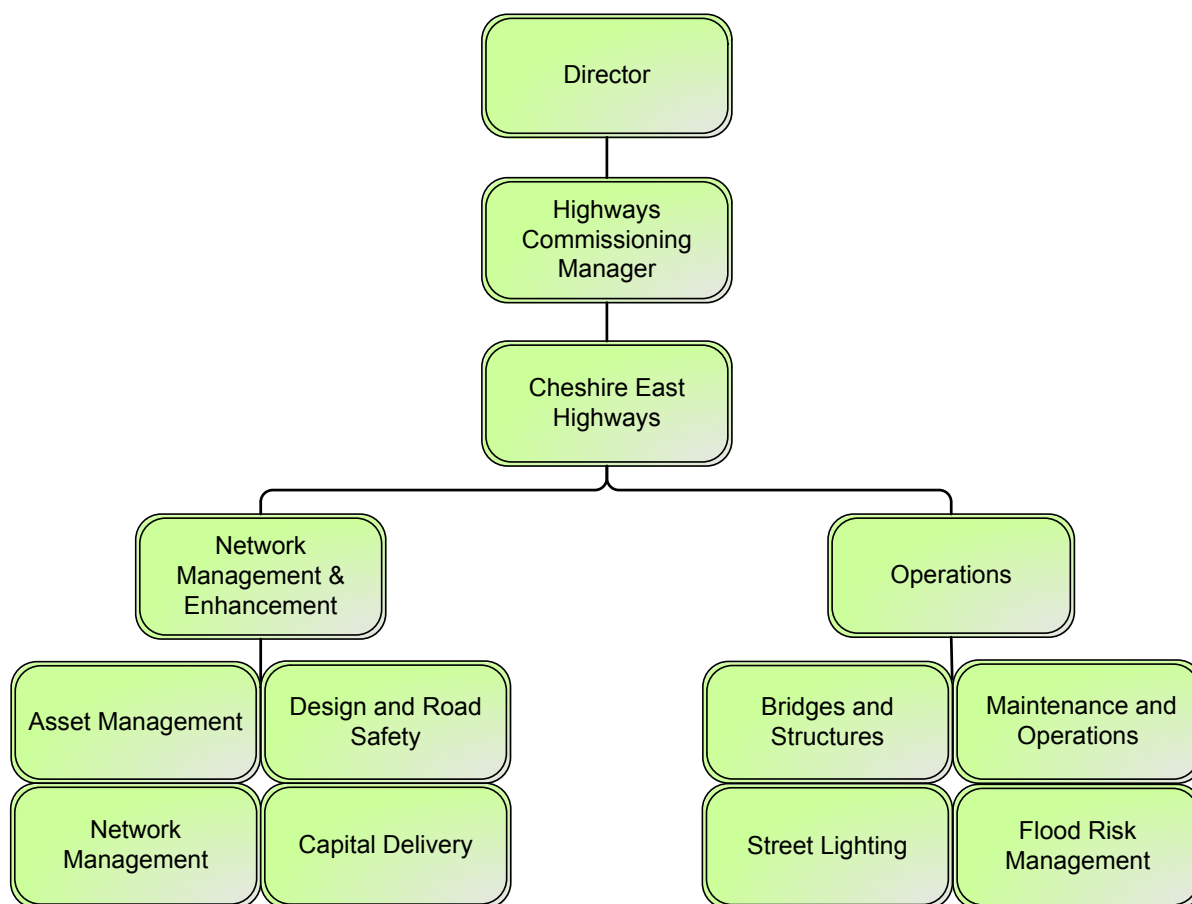 Director
Highways
Commissioning
Manager
Cheshire East
Highways
Network
Management &
Enhancement
Operations
Asset Management
Design and Road
Safety
Network
Management
Capital Delivery
Bridges and
Structures
Maintenance and
Operations
Street Lighting
Flood Risk
Management